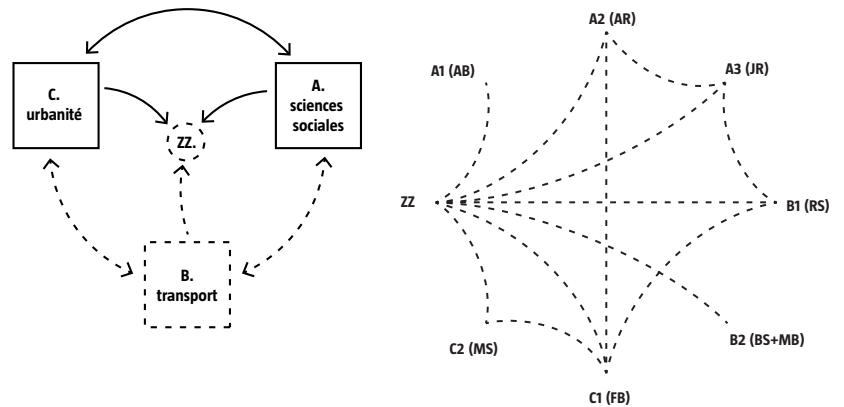 C.
urbanité
A.
sciences
sociales
ZZ.
B.
transport
A2 (AR)
A1 (AB)
A3 (JR)
ZZ
B1 (RS)
C2 (MS)
B2 (BS+MB)
C1 (FB)